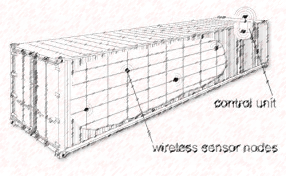 control unit
wireless sensor nodes